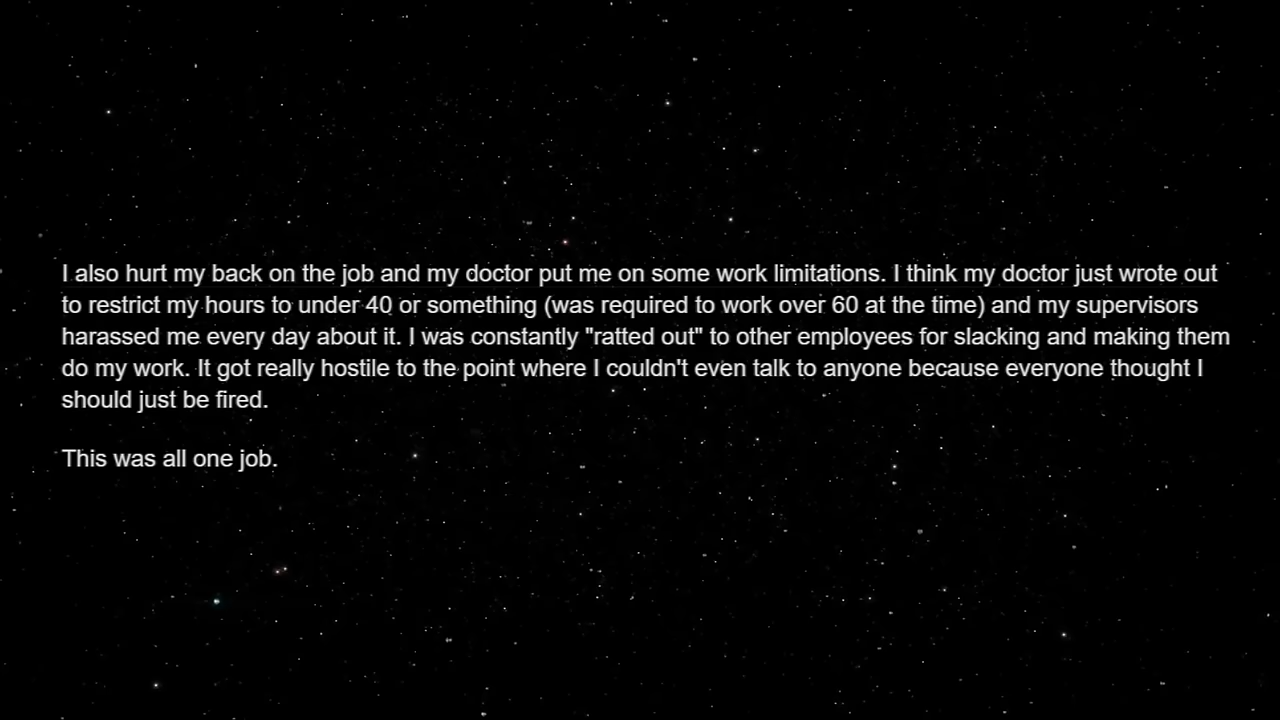 I also hurt my back on the job and my doctor put me on some work limitations. I think my doctor just wrote out
to restrict my hours to under 40 or something (was required to work over 60 at the time) and my supervisors
harassed me every day about it. I was constantly "ratted out" to other employees for slacking and making them
do my work. It got really hostile to the point where I couldn't even talk to anyone because everyone thought I
should just be fired.
This was all one job.